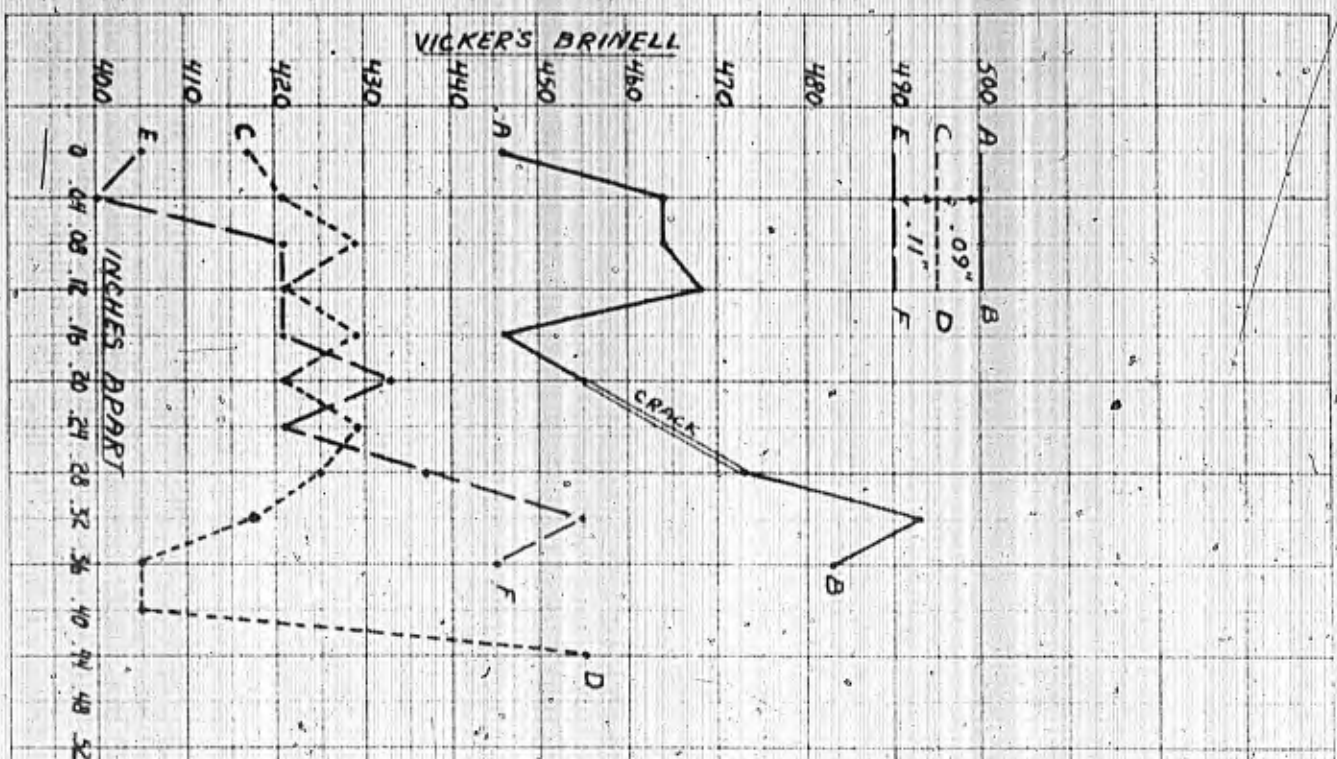 A B
.09"
C D
.11"
E F
500
490
480
470
460
450
440
430
420
410
400
VICKER'S BRINELL
CRACK
A
B
C
D
E
F
0 .04 .08 .12 .16 .20 .24 .28 .32 .36 .40 .44 .48 .52
INCHES APART